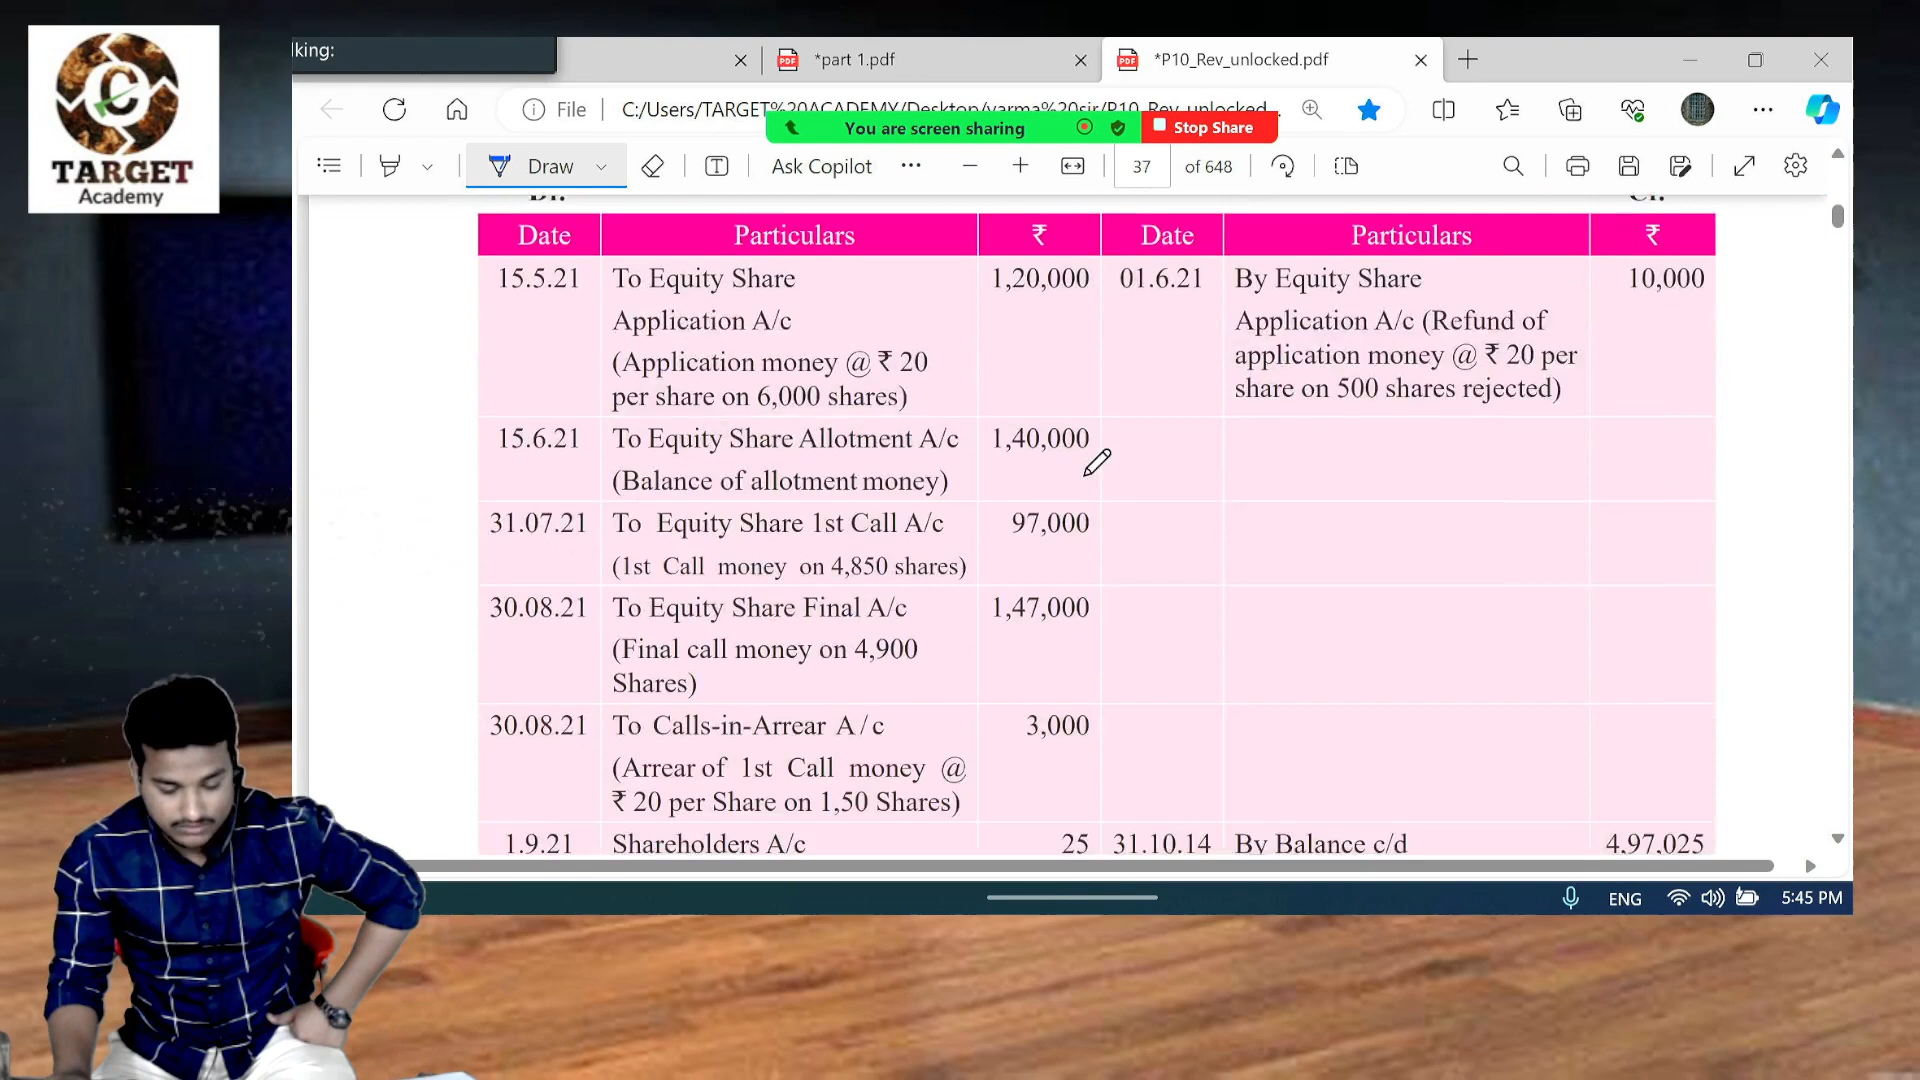 lking:
*part 1.pdf
*P10_Rev_unlocked.pdf
File
C:/Users/TARGET%20ACADEMY/Desktop/varma%20sir/P10_Rev_unlocked.
You are screen sharing
Stop Share
Draw
Ask Copilot
37
of 648
TARGET
Academy
Dr.
Cr.
Date Particulars ₹ Date Particulars ₹
15.5.21 To Equity Share 1,20,000 01.6.21 By Equity Share 10,000
Application A/c Application A/c (Refund of
(Application money @ ₹ 20 application money @ ₹ 20 per
per share on 6,000 shares) share on 500 shares rejected)
15.6.21 To Equity Share Allotment A/c 1,40,000
(Balance of allotment money)
31.07.21 To Equity Share 1st Call A/c 97,000
(1st Call money on 4,850 shares)
30.08.21 To Equity Share Final A/c 1,47,000
(Final call money on 4,900
Shares)
30.08.21 To Calls-in-Arrear A/c 3,000
(Arrear of 1st Call money @
₹ 20 per Share on 1,50 Shares)
1.9.21 Shareholders A/c 25 31.10.14 By Balance c/d 4,97,025
ENG
5:45 PM